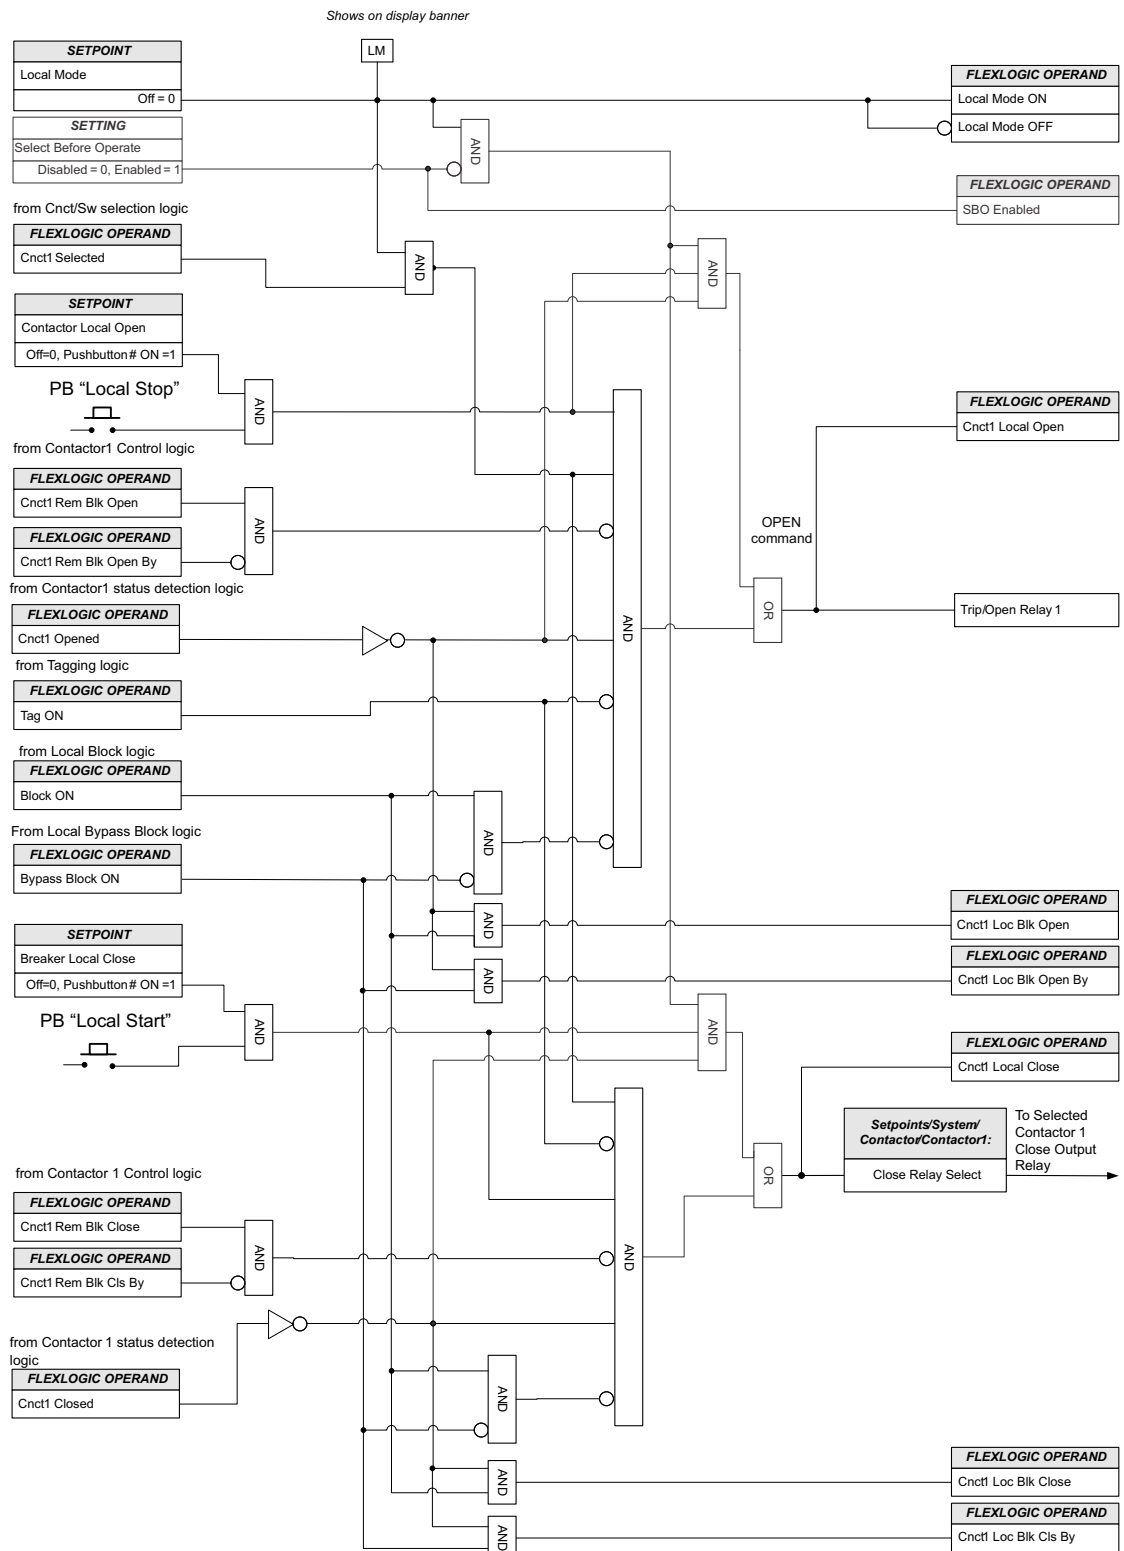 Shows on display banner
LM
SETPOINT
Local Mode
Off = 0
FLEXLOGIC OPERAND
Local Mode ON
Local Mode OFF
SETTING
Select Before Operate
Disabled = 0, Enabled = 1
AND
FLEXLOGIC OPERAND
SBO Enabled
from Cnct/Sw selection logic
FLEXLOGIC OPERAND
Cnct1 Selected
AND
AND
SETPOINT
Contactor Local Open
Off=0, Pushbutton # ON =1
PB “Local Stop”
AND
FLEXLOGIC OPERAND
Cnct1 Local Open
from Contactor1 Control logic
FLEXLOGIC OPERAND
Cnct1 Rem Blk Open
FLEXLOGIC OPERAND
Cnct1 Rem Blk Open By
AND
OPEN
command
from Contactor1 status detection logic
FLEXLOGIC OPERAND
Cnct1 Opened
AND
OR
Trip/Open Relay 1
from Tagging logic
FLEXLOGIC OPERAND
Tag ON
from Local Block logic
FLEXLOGIC OPERAND
Block ON
From Local Bypass Block logic
FLEXLOGIC OPERAND
Bypass Block ON
AND
AND
FLEXLOGIC OPERAND
Cnct1 Loc Blk Open
SETPOINT
Breaker Local Close
Off=0, Pushbutton # ON =1
AND
FLEXLOGIC OPERAND
Cnct1 Loc Blk Open By
PB “Local Start”
AND
AND
FLEXLOGIC OPERAND
Cnct1 Local Close
Setpoints/System/
Contactor/Contactor1:
Close Relay Select
To Selected
Contactor 1
Close Output
Relay
OR
from Contactor 1 Control logic
FLEXLOGIC OPERAND
Cnct1 Rem Blk Close
FLEXLOGIC OPERAND
Cnct1 Rem Blk Cls By
AND
AND
from Contactor 1 status detection
logic
FLEXLOGIC OPERAND
Cnct1 Closed
AND
AND
FLEXLOGIC OPERAND
Cnct1 Loc Blk Close
AND
FLEXLOGIC OPERAND
Cnct1 Loc Blk Cls By